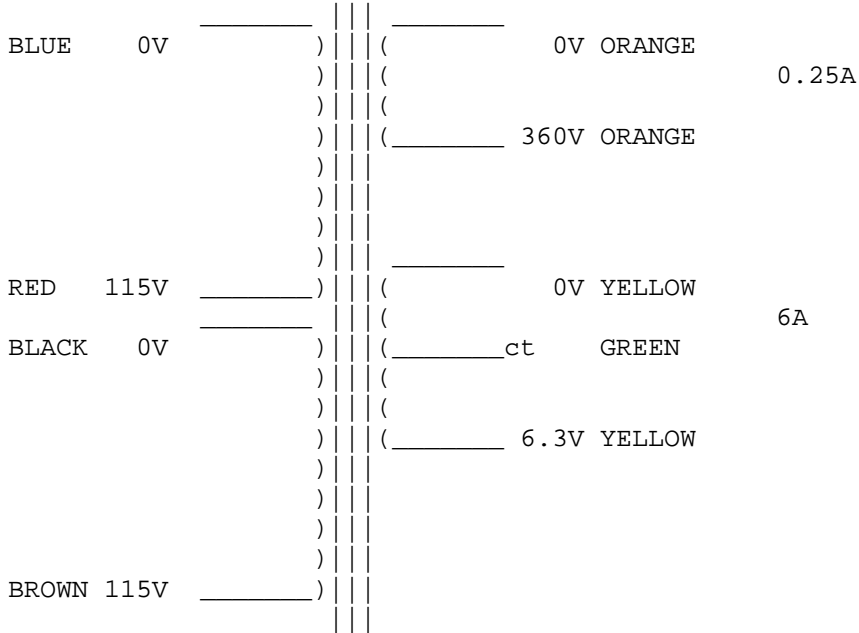 BLUE 0V 0V ORANGE
0.25A
360V ORANGE
RED 115V 0V YELLOW
6A
BLACK 0V ct GREEN
6.3V YELLOW
BROWN 115V